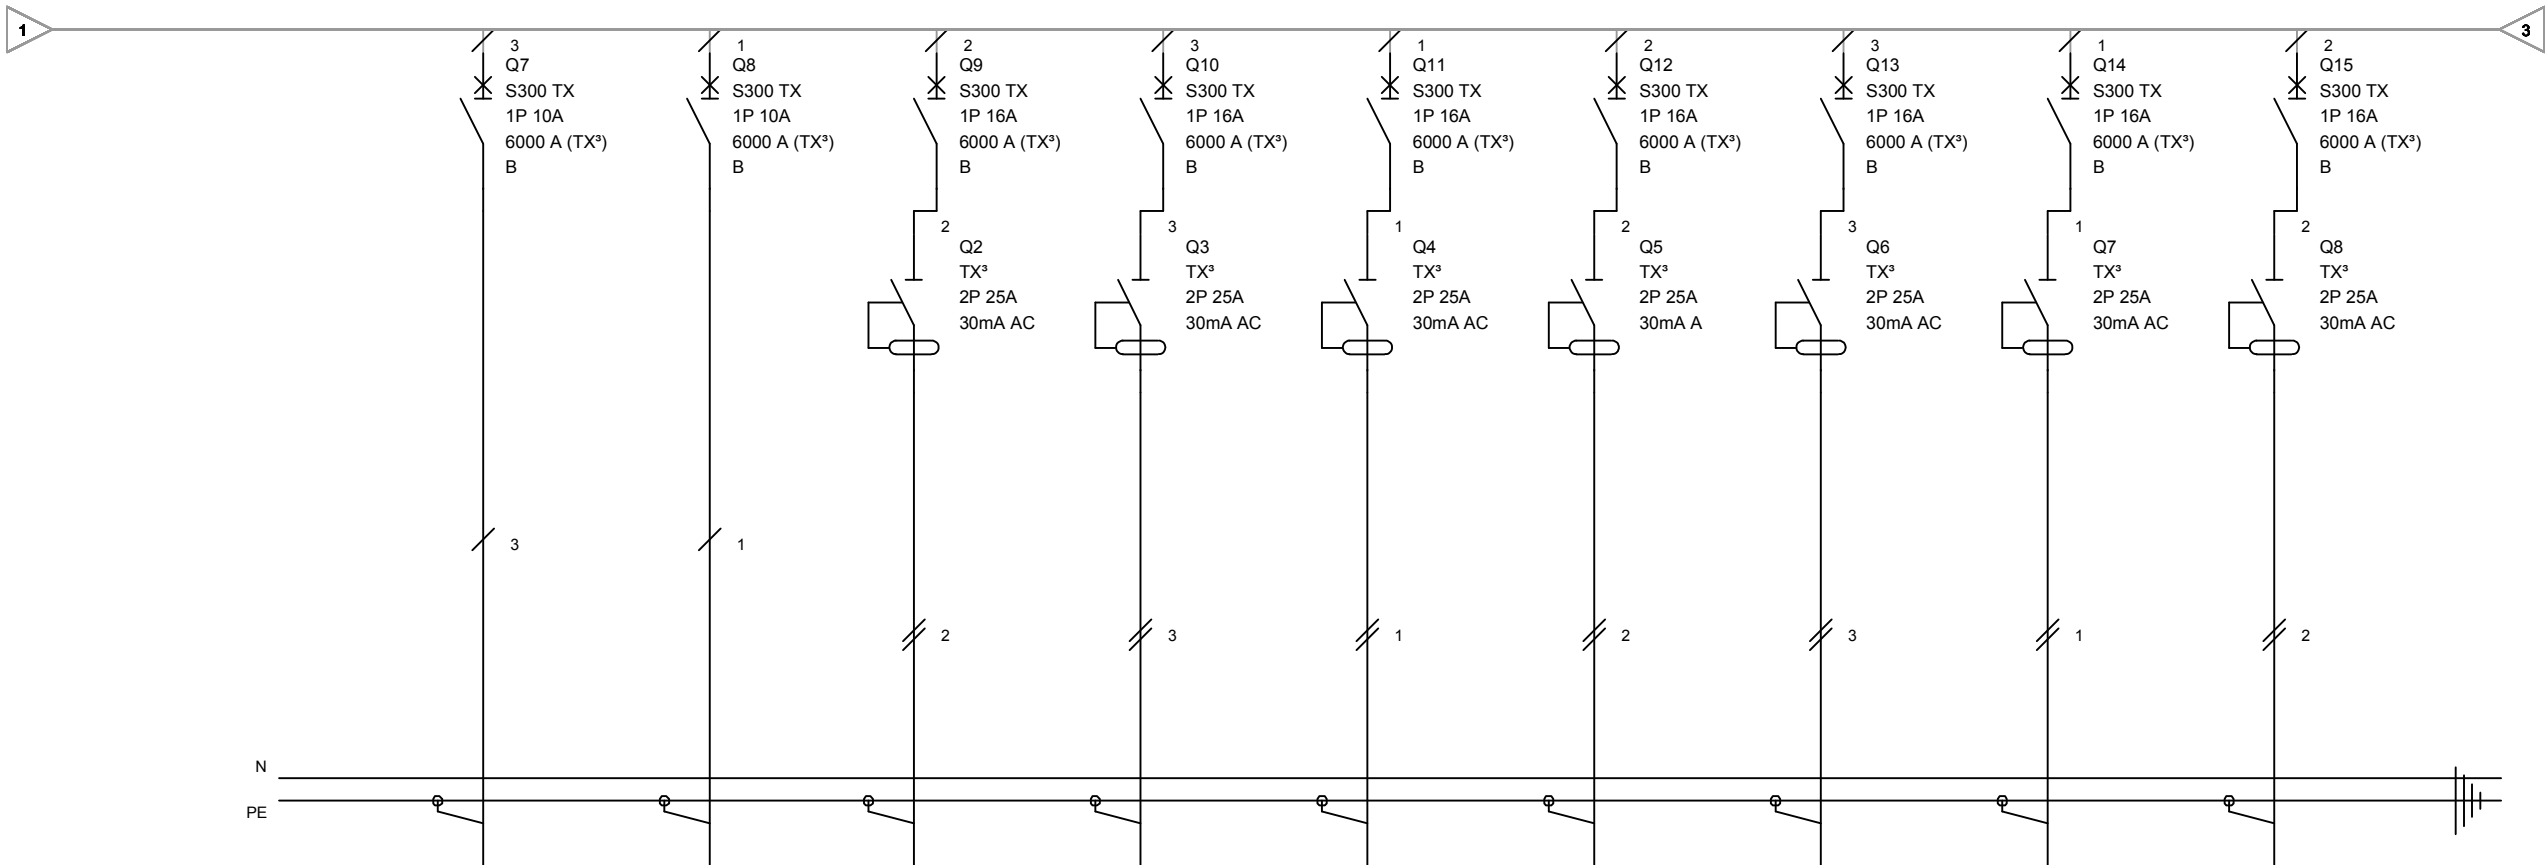 1
3
3
Q7
S300 TX
1P 10A
6000 A (TX³)
B
1
Q8
S300 TX
1P 10A
6000 A (TX³)
B
2
Q9
S300 TX
1P 16A
6000 A (TX³)
B
3
Q10
S300 TX
1P 16A
6000 A (TX³)
B
1
Q11
S300 TX
1P 16A
6000 A (TX³)
B
2
Q12
S300 TX
1P 16A
6000 A (TX³)
B
3
Q13
S300 TX
1P 16A
6000 A (TX³)
B
1
Q14
S300 TX
1P 16A
6000 A (TX³)
B
2
Q15
S300 TX
1P 16A
6000 A (TX³)
B
2
Q2
TX³
2P 25A
30mA AC
3
Q3
TX³
2P 25A
30mA AC
1
Q4
TX³
2P 25A
30mA AC
2
Q5
TX³
2P 25A
30mA A
3
Q6
TX³
2P 25A
30mA AC
1
Q7
TX³
2P 25A
30mA AC
2
Q8
TX³
2P 25A
30mA AC
3
1
2
3
1
2
3
1
2
N
PE